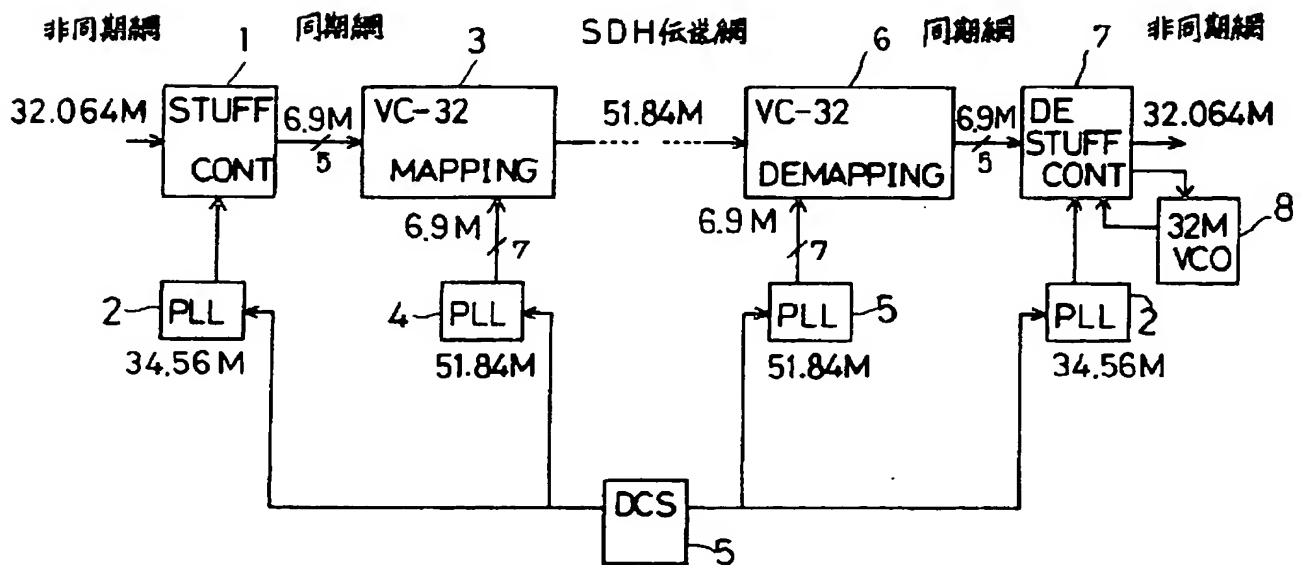 非同期網 1 同期網 3 SDH伝送網 6 同期網 7 非同期網
32.064M STUFF CONT 6.9M 5 VC-32 MAPPING 51.84M VC-32 DEMAPPING 6.9M 5 DE STUFF CONT 32.064M
6.9M 7 6.9M 7 32M VCO 8
2 PLL 4 PLL PLL 5 PLL 2
34.56M 51.84M 51.84M 34.56M
DCS
5